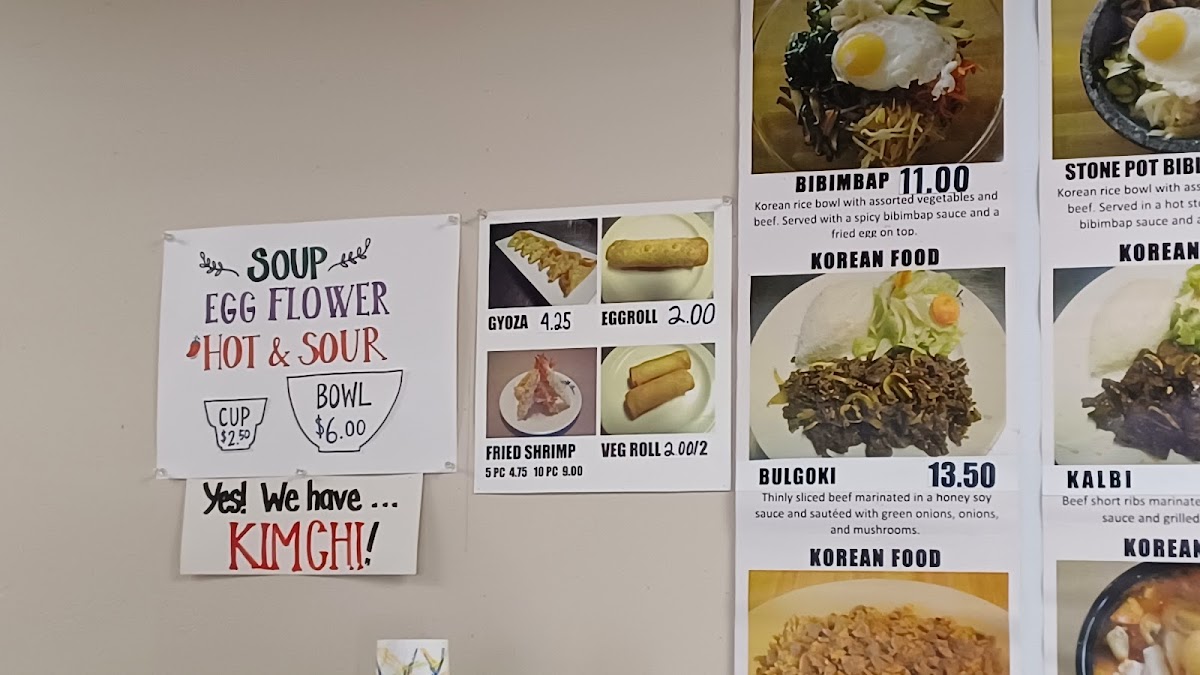 SOUP
EGG FLOWER
HOT & SOUR
CUP
$2.50
BOWL
$6.00
Yes! We have ...
KIMCHI!
GYOZA 4.25
EGGROLL 2.00
FRIED SHRIMP
5 PC 4.75 10 PC 9.00
VEG ROLL 2.00/2
BIBIMBAP 11.00
Korean rice bowl with assorted vegetables and
beef. Served with a spicy bibimbap sauce and a
fried egg on top.
KOREAN FOOD
BULGOKI 13.50
Thinly sliced beef marinated in a honey soy
sauce and sautéed with green onions, onions,
and mushrooms.
KOREAN FOOD
STONE POT BIBI
Korean rice bowl with ass
beef. Served in a hot sto
bibimbap sauce and a
KOREAN
KALBI
Beef short ribs marinate
sauce and grilled
KOREAN